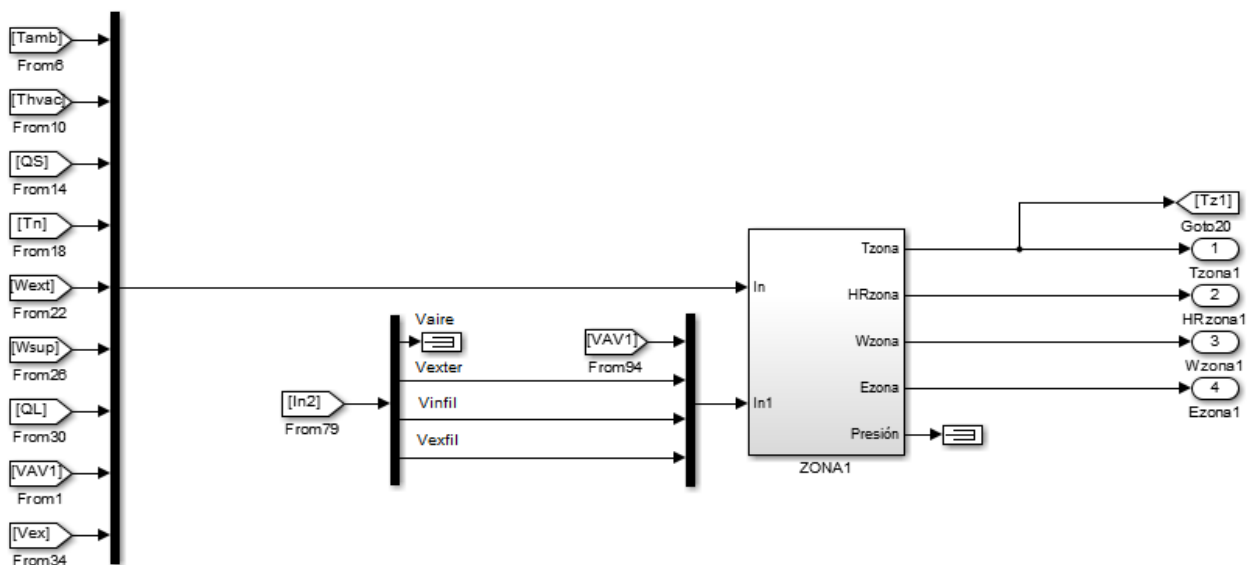 [Tamb]
From6
[Thvac]
From10
[QS]
From14
[Tn]
From18
[Wext]
From22
[Wsup]
From26
[QL]
From30
[VAV1]
From1
[Vex]
From34
[In2]
From79
Vaire
Vexter
Vinfil
Vexfil
[VAV1]
From94
In
In1
Tzona
HRzona
Wzona
Ezona
Presión
ZONA1
[Tz1]
Goto20
1
Tzona1
2
HRzona1
3
Wzona1
4
Ezona1